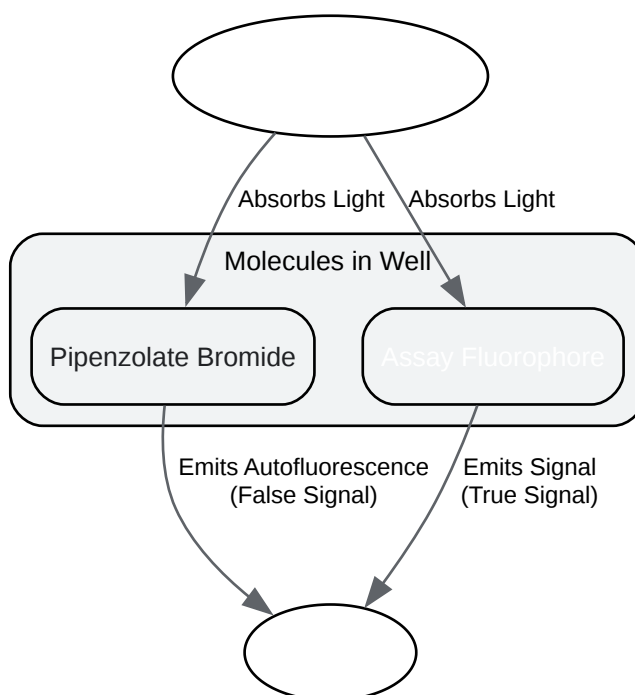 Absorbs Light
Absorbs Light
Molecules in Well
Pipenzolate Bromide
Assay Fluorophore
Emits Autofluorescence
(False Signal)
Emits Signal
(True Signal)